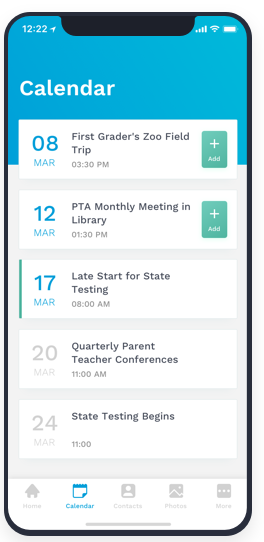 12:22
Calendar
08
MAR
First Grader's Zoo Field
Trip
03:30 PM
+
Add
12
MAR
PTA Monthly Meeting in
Library
01:30 PM
+
Add
17
MAR
Late Start for State
Testing
08:00 AM
20
MAR
Quarterly Parent
Teacher Conferences
11:00 AM
24
MAR
State Testing Begins
11:00
Home
Calendar
Contacts
Photos
More